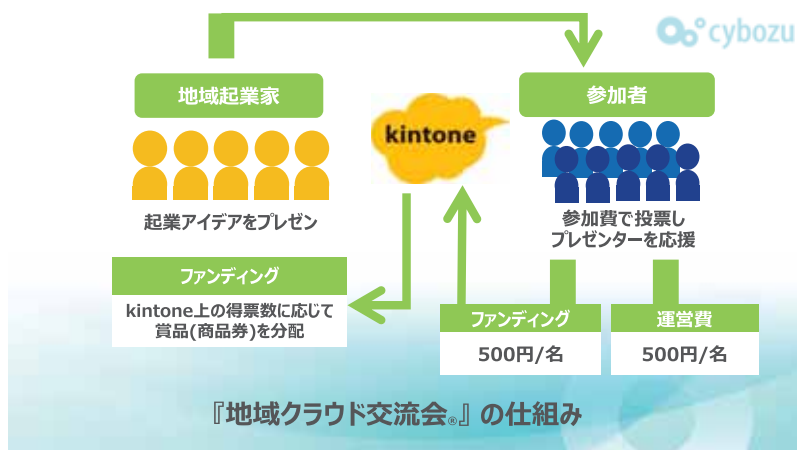 cybozu
地域起業家
参加者
kintone
起業アイデアをプレゼン
参加費で投票し
プレゼンターを応援
ファンディング
kintone上の得票数に応じて
賞品(商品券)を分配
ファンディング
500円/名
運営費
500円/名
『地域クラウド交流会®』の仕組み